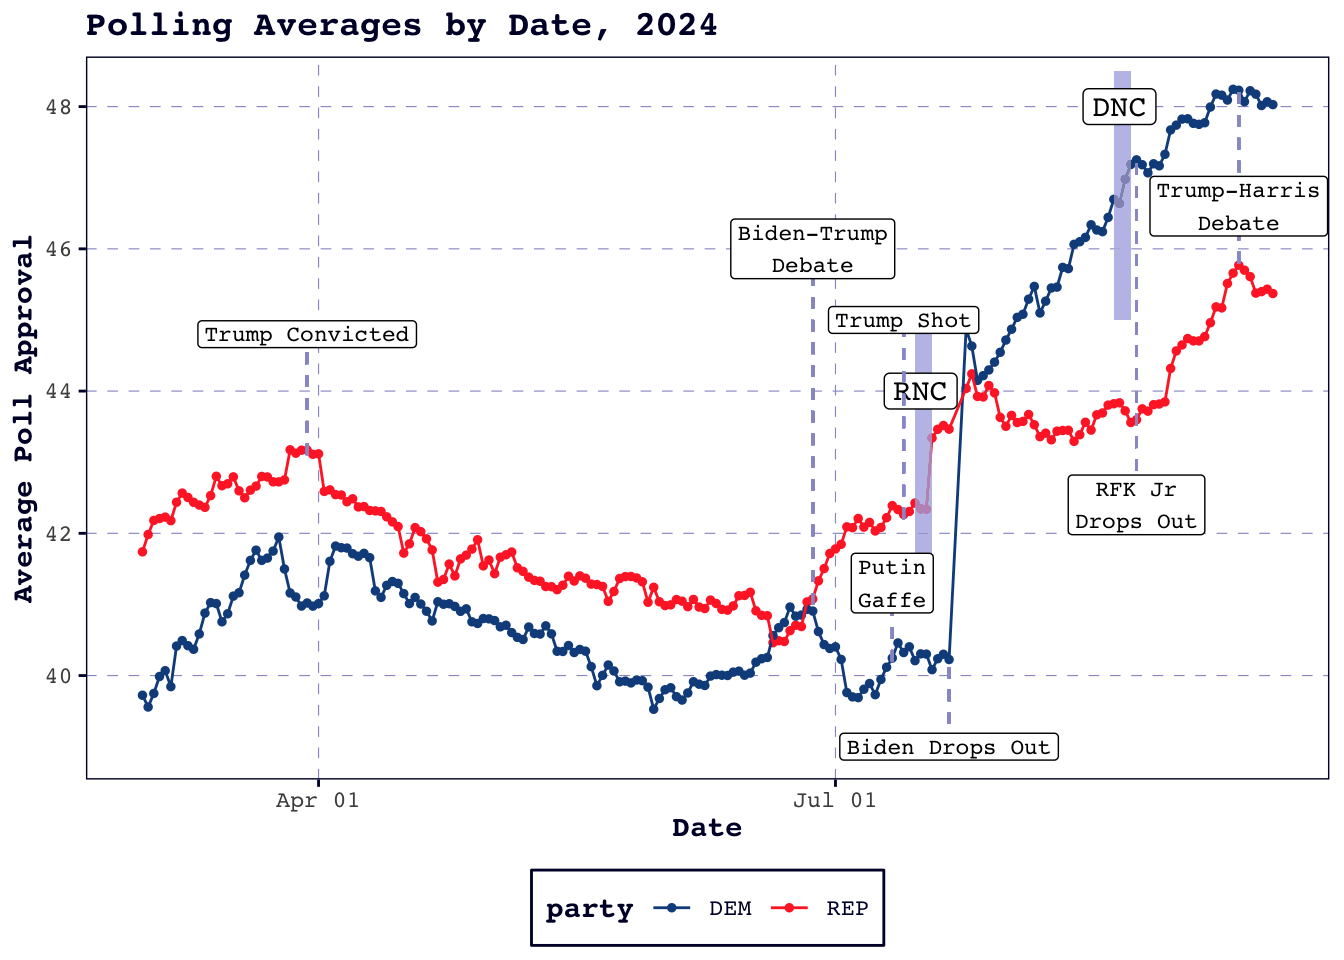 Polling Averages by Date, 2024
Average Poll Approval
48
46
44
42
40
DNC
Trump-Harris
Debate
Biden-Trump
Debate
Trump Shot
Trump Convicted
RNC
RFK Jr
Drops Out
Putin
Gaffe
Biden Drops Out
Apr 01
Jul 01
Date
party
DEM
REP